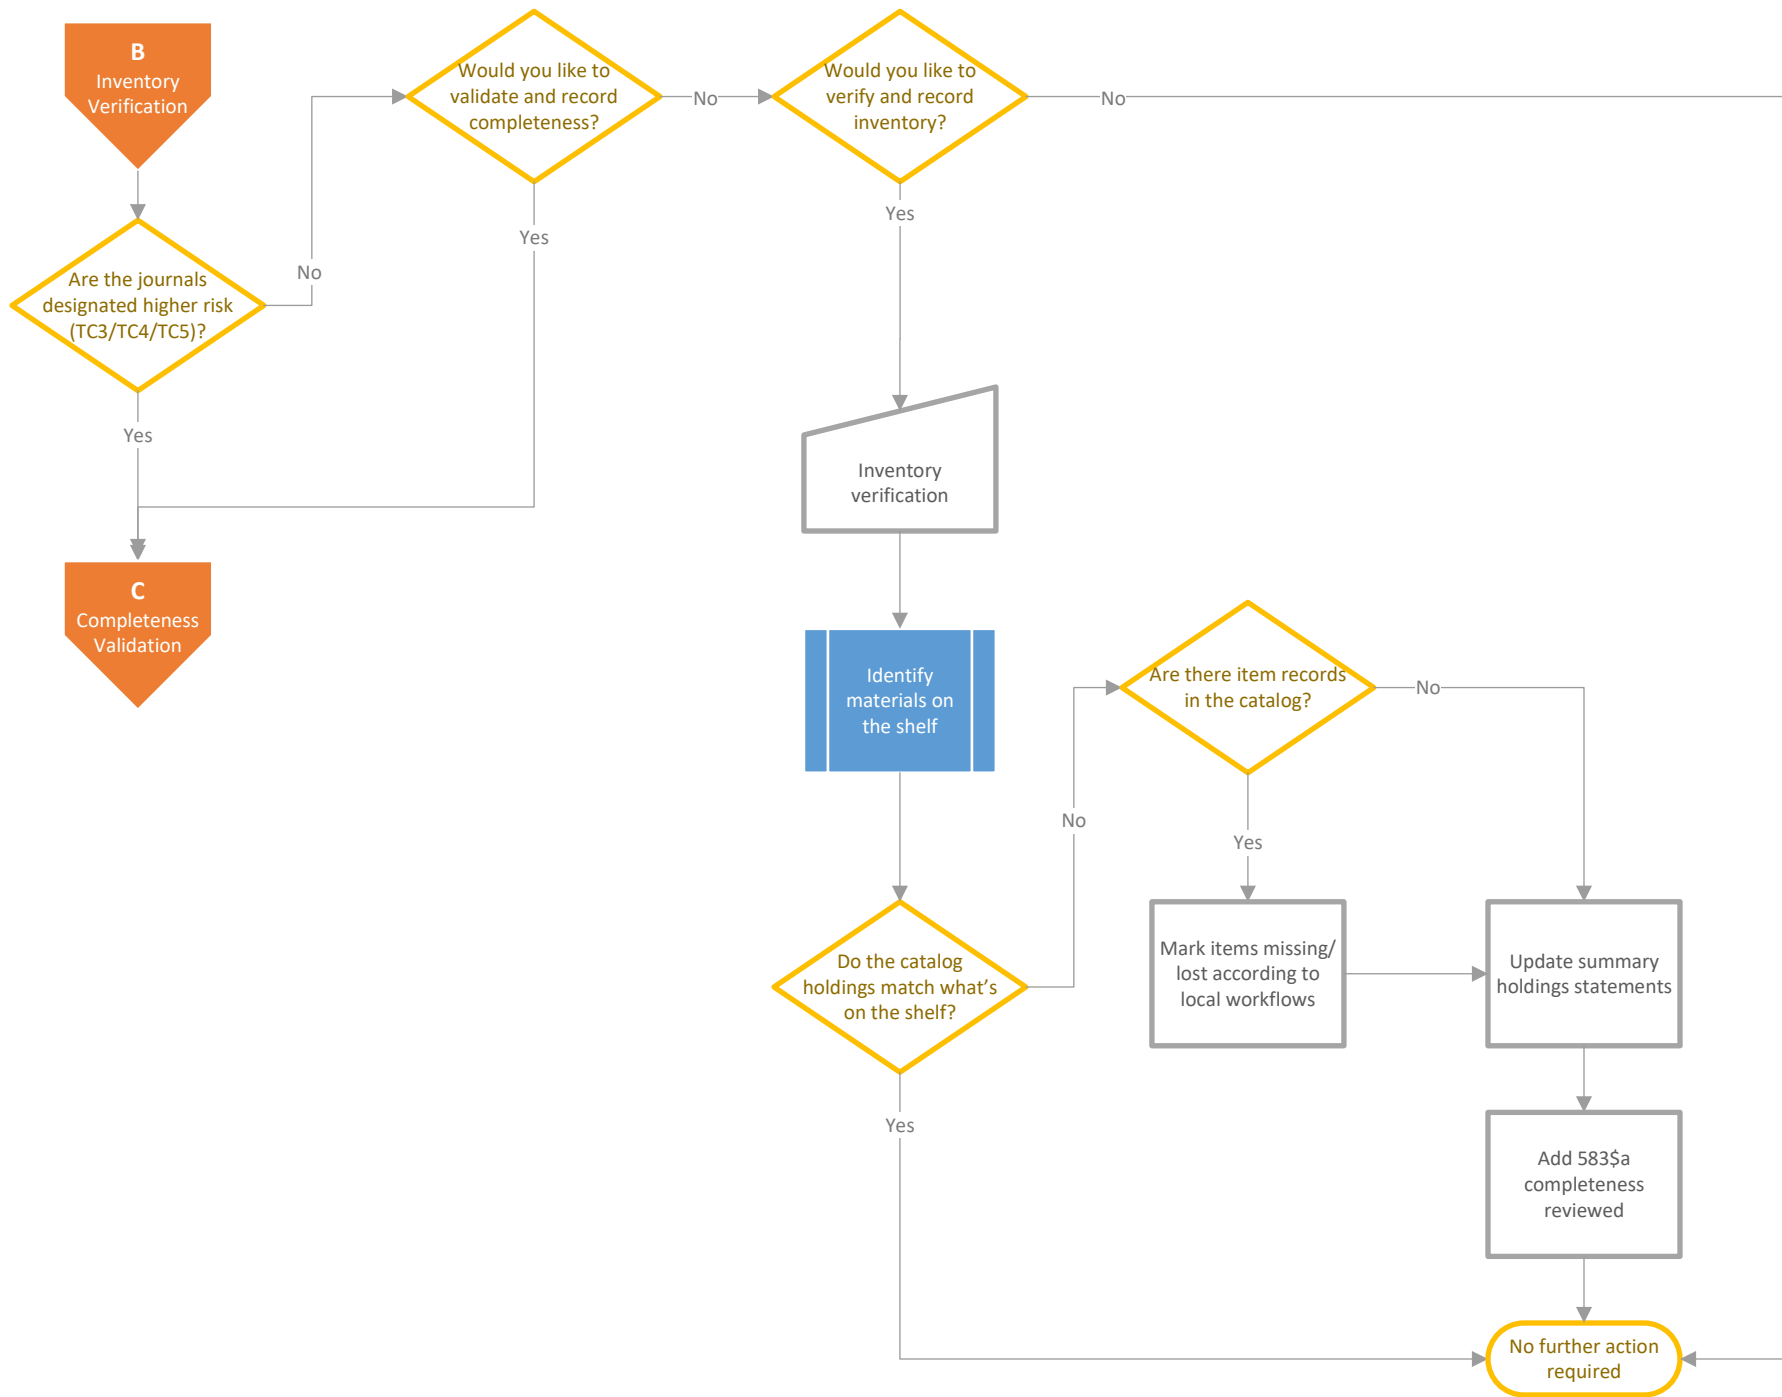 B
Inventory
Verification
Would you like to
validate and record
completeness?
No
Would you like to
verify and record
inventory?
No
Yes
Yes
Are the journals
designated higher risk
(TC3/TC4/TC5)?
No
Yes
Inventory
verification
C
Completeness
Validation
Identify
materials on
the shelf
Are there item records
in the catalog?
No
No
Yes
Mark items missing/
lost according to
local workflows
Update summary
holdings statements
Do the catalog
holdings match what’s
on the shelf?
Yes
Add 583$a
completeness
reviewed
No further action
required